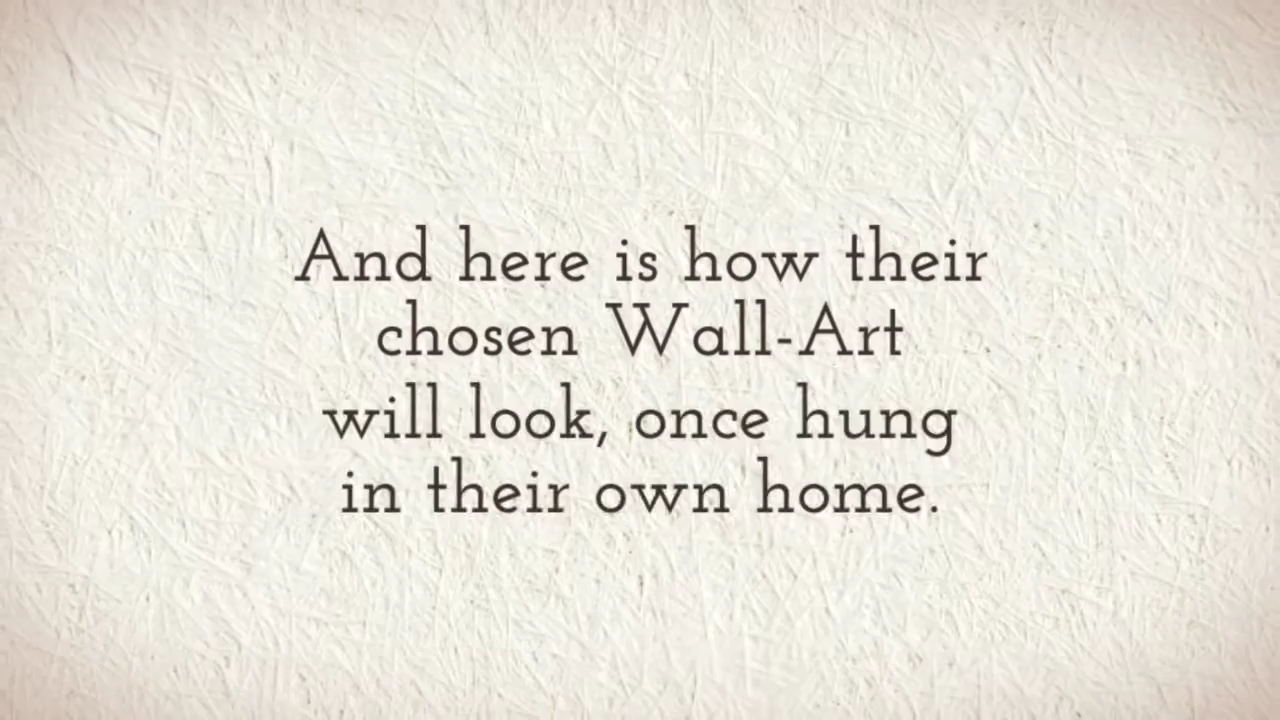 And here is how their
chosen Wall-Art
will look, once hung
in their own home.